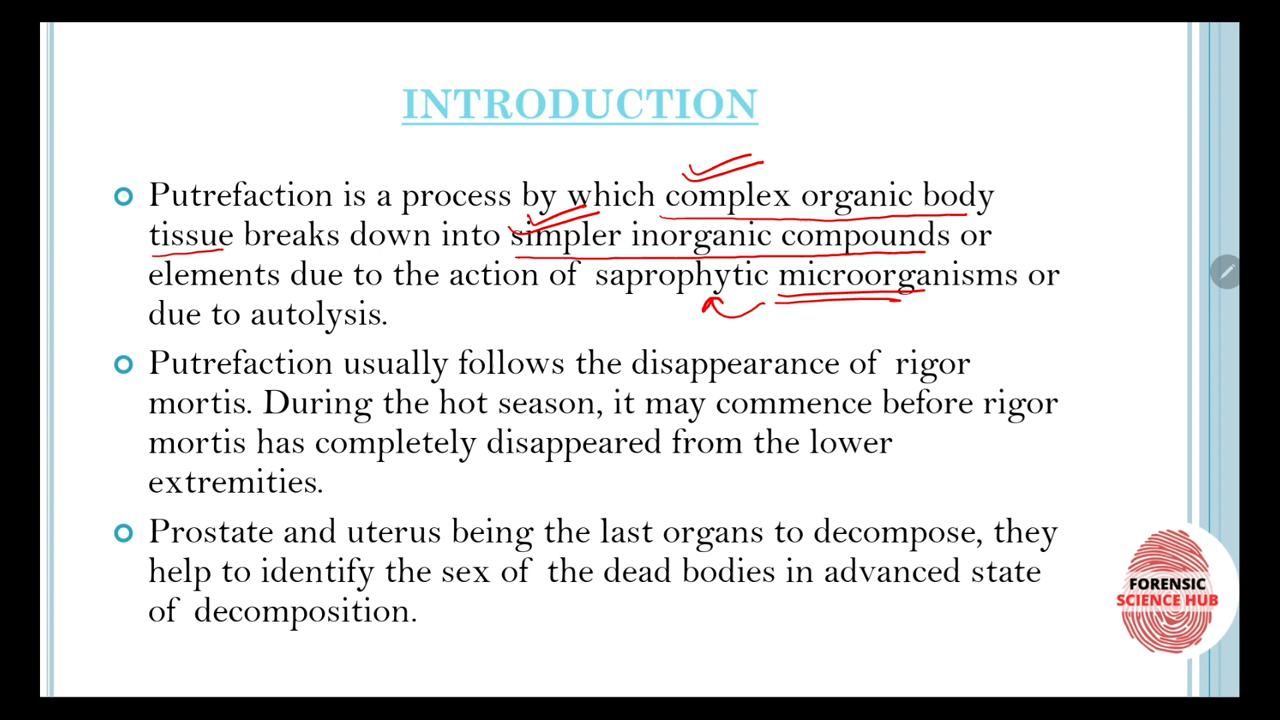 INTRODUCTION
Putrefaction is a process by which complex organic body
tissue breaks down into simpler inorganic compounds or
elements due to the action of saprophytic microorganisms or
due to autolysis.
Putrefaction usually follows the disappearance of rigor
mortis. During the hot season, it may commence before rigor
mortis has completely disappeared from the lower
extremities.
Prostate and uterus being the last organs to decompose, they
help to identify the sex of the dead bodies in advanced state
of decomposition.
FORENSIC
SCIENCE HUB